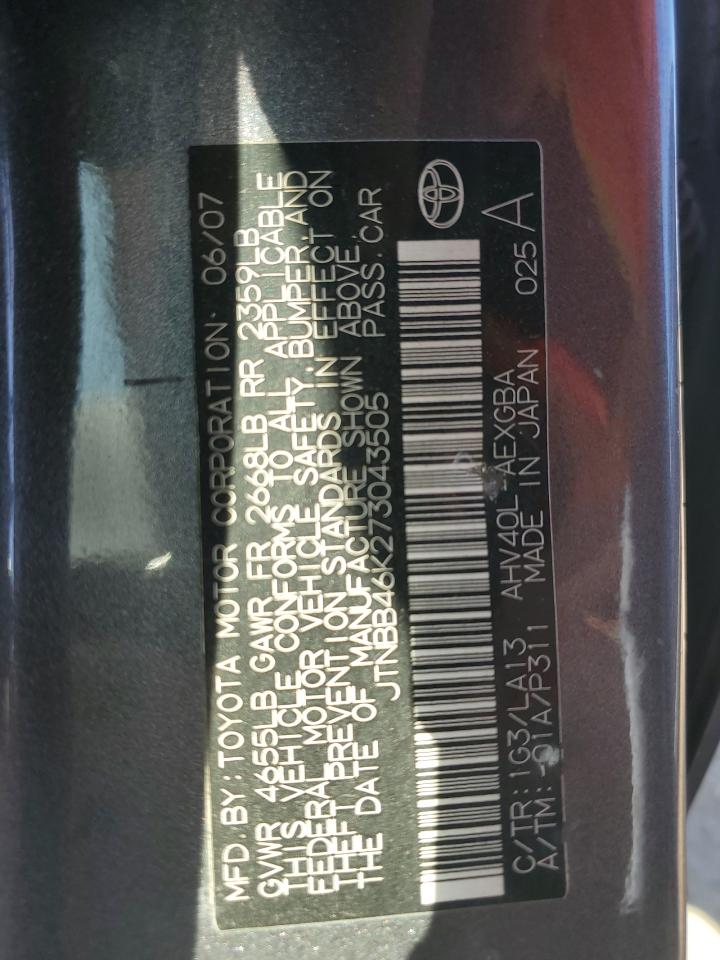 MFD.BY:TOYOTA MOTOR CORPORATION· 06/07
GVWR 4655LB GAWR FR 2668LB RR 2359LB
THIS VEHICLE CONFORMS TO ALL APPLICABLE
FEDERAL MOTOR VEHICLE SAFETY,BUMPER,AND
THEFT PREVENTION STANDARDS IN EFFECT ON
THE DATE OF MANUFACTURE SHOWN ABOVE.
JTNBB46K273043505 PASS.CAR
C/TR:1G3/LA13 AHV40L-AEXGBA 025 A
A/TM:-01A/P311 MADE IN JAPAN